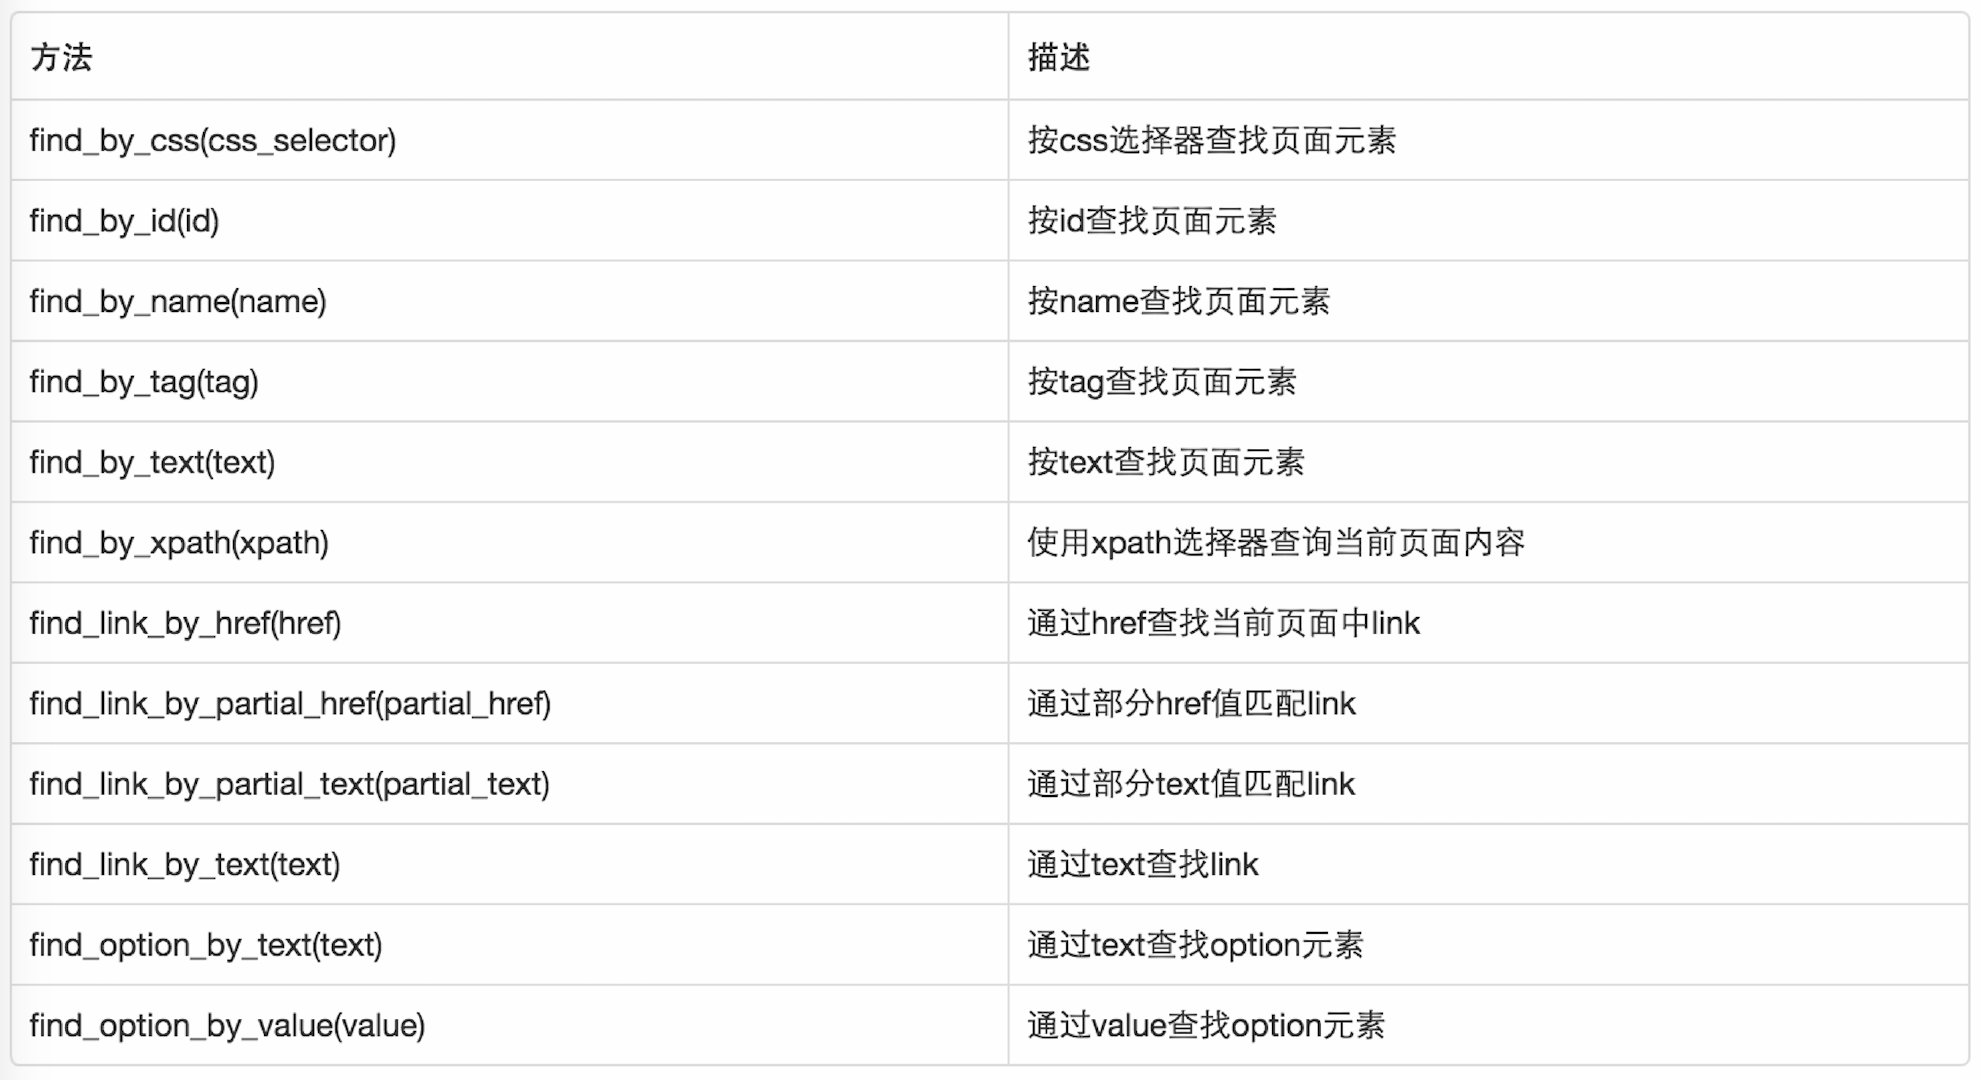 方法 描述
find_by_css(css_selector) 按css选择器查找页面元素
find_by_id(id) 按id查找页面元素
find_by_name(name) 按name查找页面元素
find_by_tag(tag) 按tag查找页面元素
find_by_text(text) 按text查找页面元素
find_by_xpath(xpath) 使用xpath选择器查询当前页面内容
find_link_by_href(href) 通过href查找当前页面中link
find_link_by_partial_href(partial_href) 通过部分href值匹配link
find_link_by_partial_text(partial_text) 通过部分text值匹配link
find_link_by_text(text) 通过text查找link
find_option_by_text(text) 通过text查找option元素
find_option_by_value(value) 通过value查找option元素